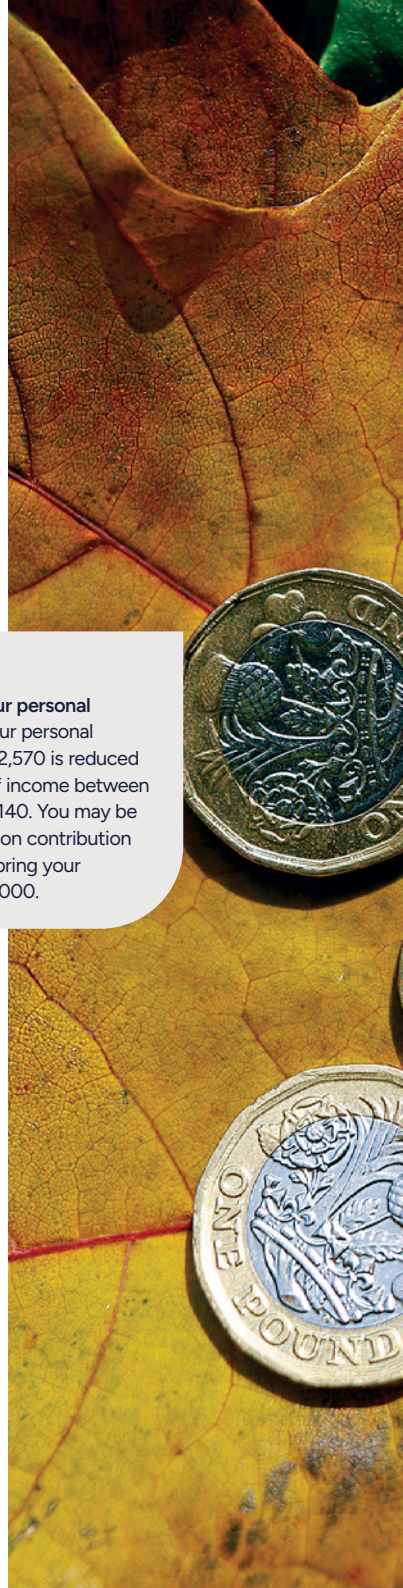 ur personal
ur personal
2,570 is reduced
f income between
140. You may be
on contribution
bring your
000.
ONE POUND